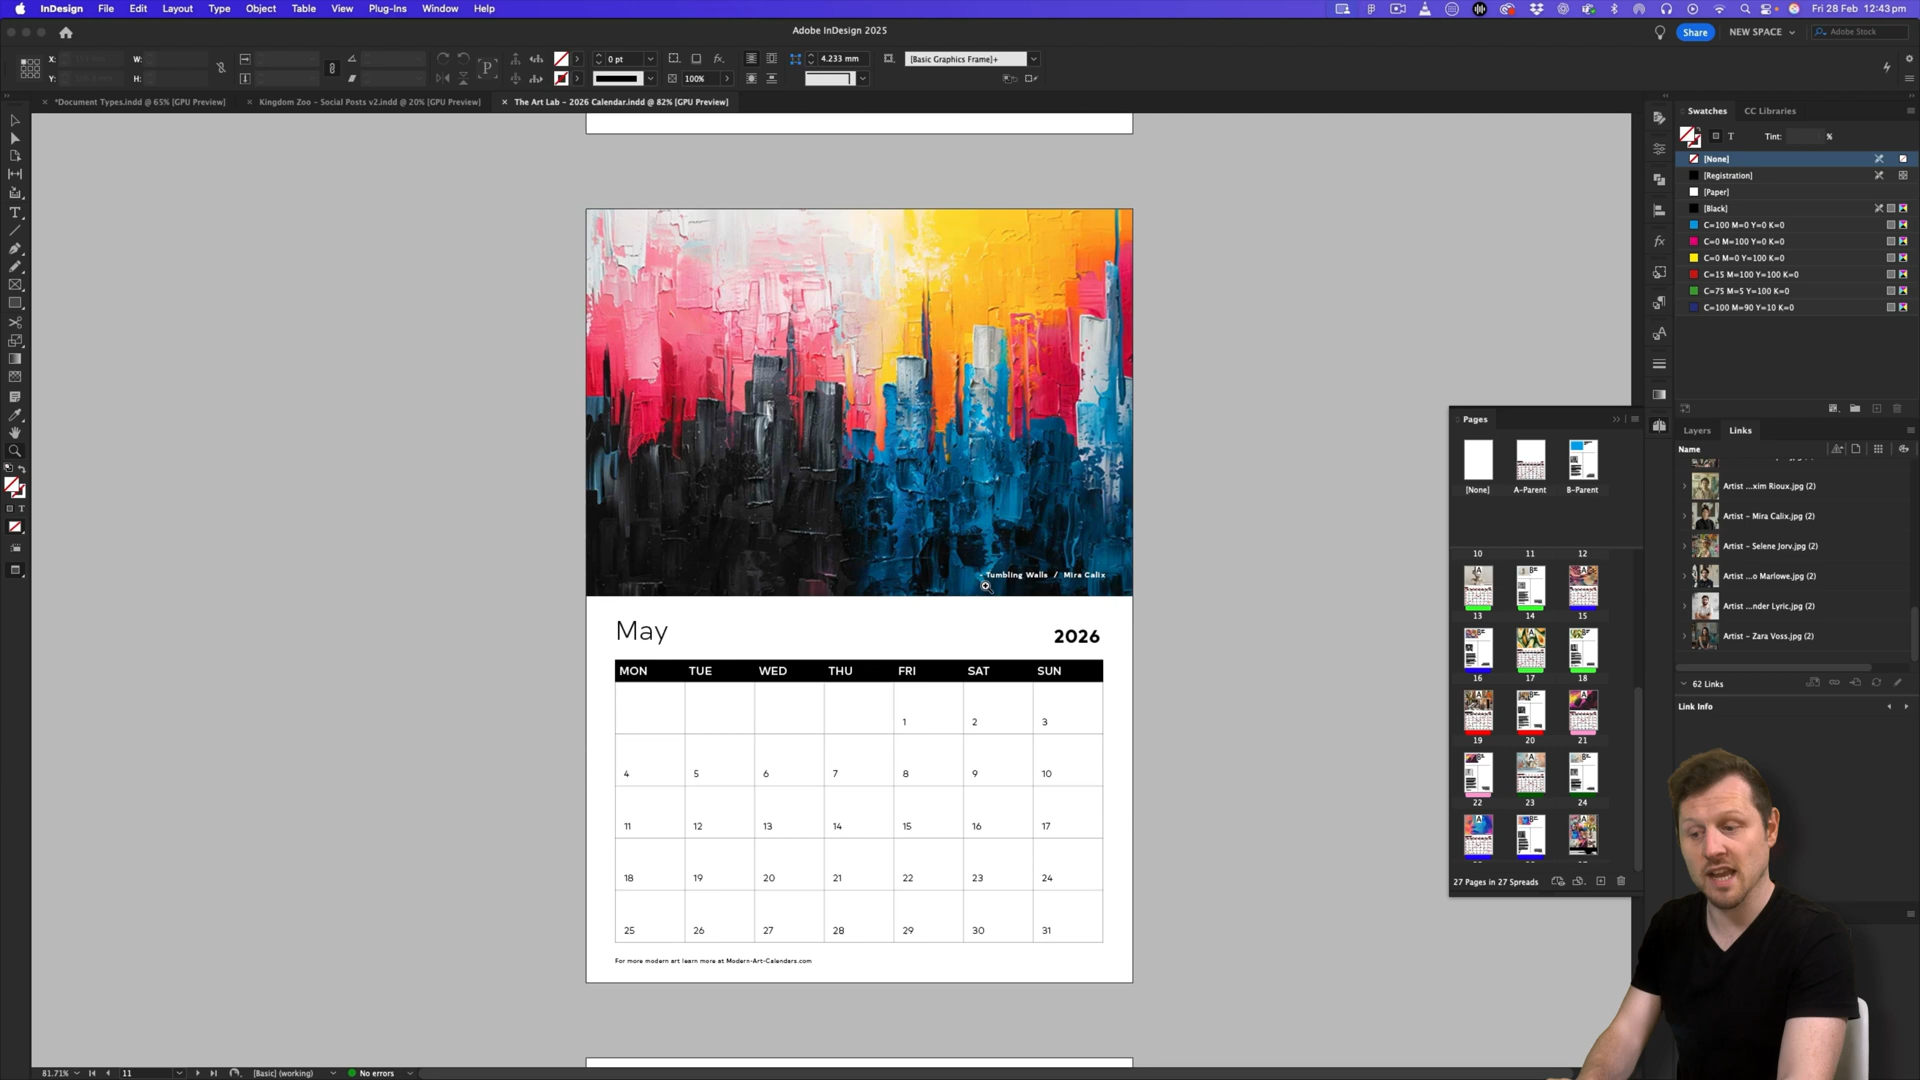 InDesign File Edit Layout Type Object Table View Plug-Ins Window Help
Fri 28 Feb 12:43pm
Adobe InDesign 2025
Share
NEW SPACE
Adobe Stock
X:
Y:
W:
H:
0 pt
100%
4.233 mm
[Basic Graphics Frame]+
*Document Types.indd @ 65% [GPU Preview]
Kingdom Zoo - Social Posts v2.indd @ 20% [GPU Preview]
The Art Lab - 2026 Calendar.indd @ 82% [GPU Preview]
- Tumbling Walls / Mira Calix
May
2026
MON TUE WED THU FRI SAT SUN
1 2 3
4 5 6 7 8 9 10
11 12 13 14 15 16 17
18 19 20 21 22 23 24
25 26 27 28 29 30 31
For more modern art learn more at Modern-Art-Calendars.com
Swatches
CC Libraries
Tint: %
[None]
[Registration]
[Paper]
[Black]
C=100 M=0 Y=0 K=0
C=0 M=100 Y=0 K=0
C=0 M=0 Y=100 K=0
C=15 M=100 Y=100 K=0
C=75 M=5 Y=100 K=0
C=100 M=90 Y=10 K=0
Pages
[None] A-Parent B-Parent
10 11 12
13 14 15
16 17 18
19 20 21
22 23 24
27 Pages in 27 Spreads
Layers
Links
Name
Artist ...xim Rioux.jpg (2)
Artist - Mira Calix.jpg (2)
Artist - Selene Jorv.jpg (2)
Artist ...o Marlowe.jpg (2)
Artist ...nder Lyric.jpg (2)
Artist - Zara Voss.jpg (2)
62 Links
Link Info
81.71%
11
[Basic] (working)
No errors